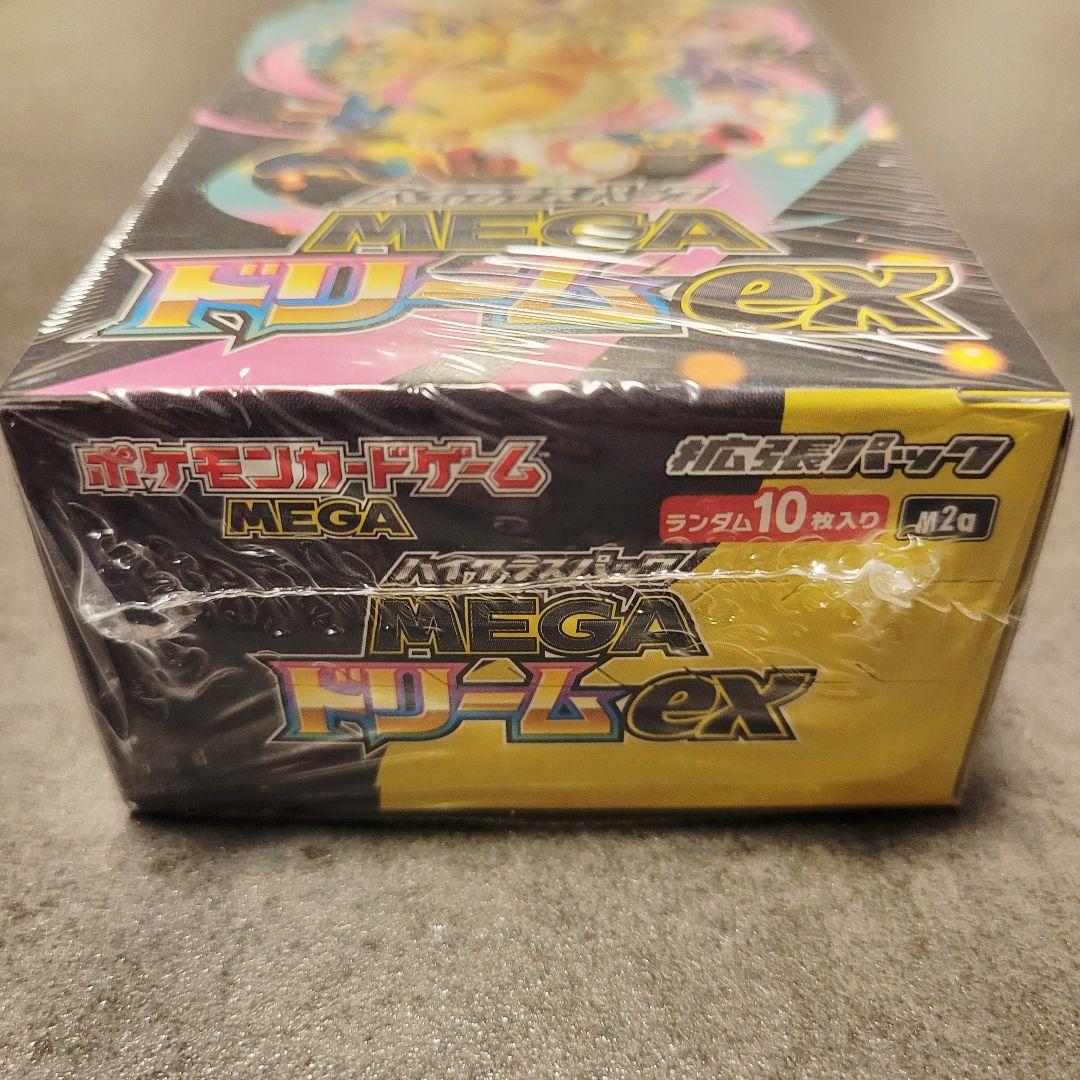 ハイクラスパック
MEGA
ドリームex
ポケモンカードゲーム
MEGA
拡張パック
ランダム10枚入り
M2a
ハイクラスパック
MEGA
ドリームex